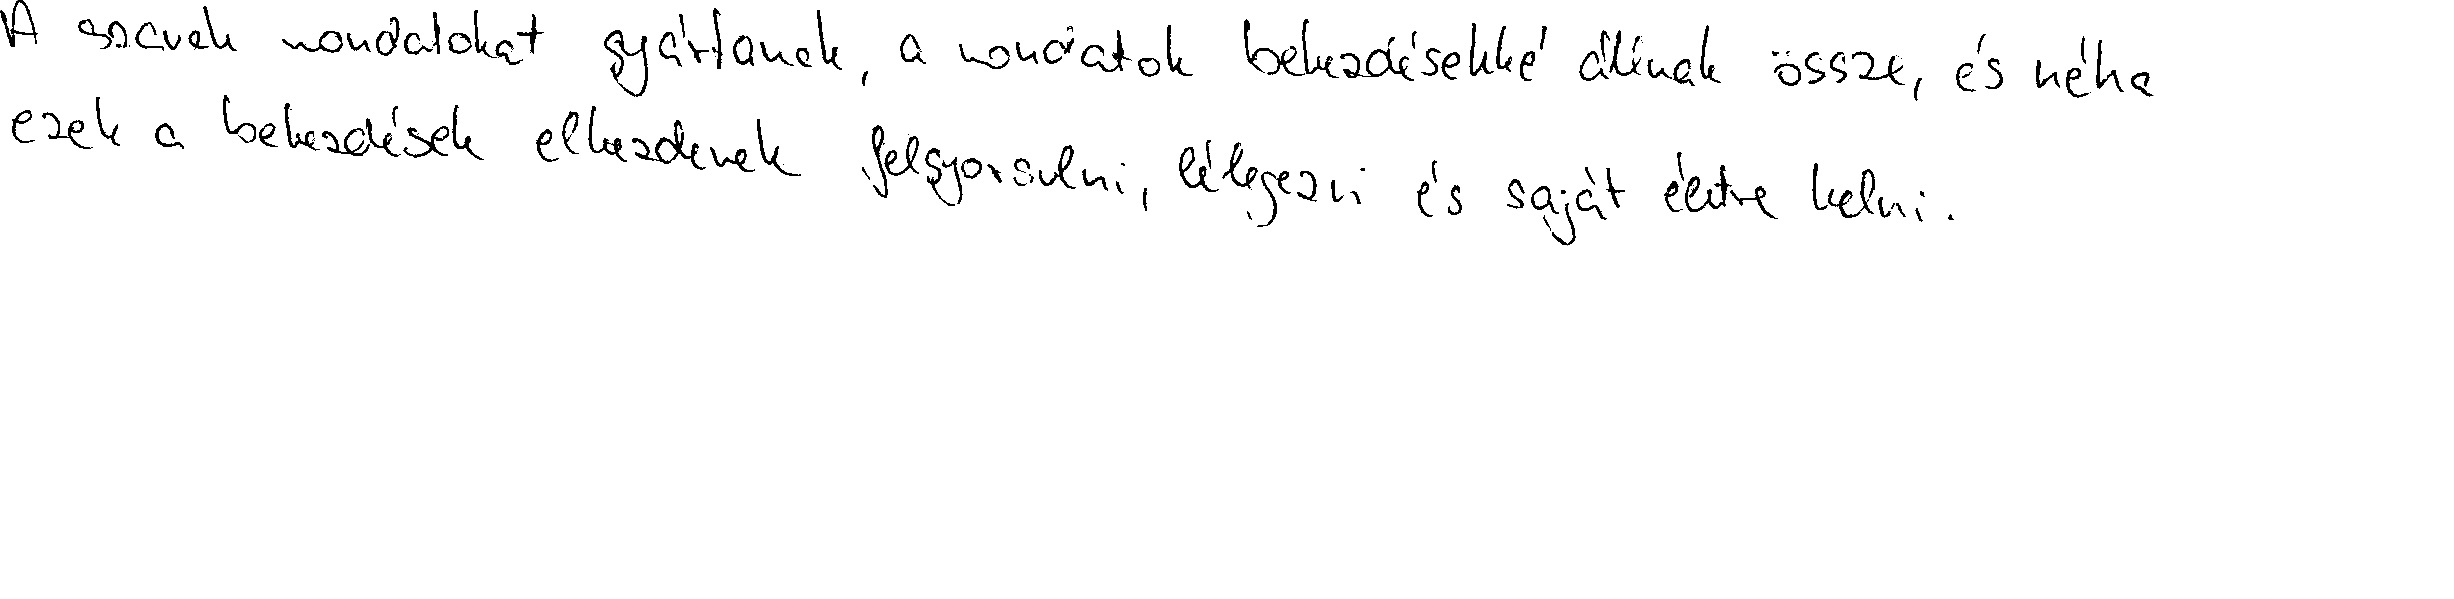 A szavak mondatokat gyártanak, a mondatok bekezdésekké állnak össze, és néha
ezek a bekezdések elkezdenek felgyorsulni, lélegezni és saját életre kelni.